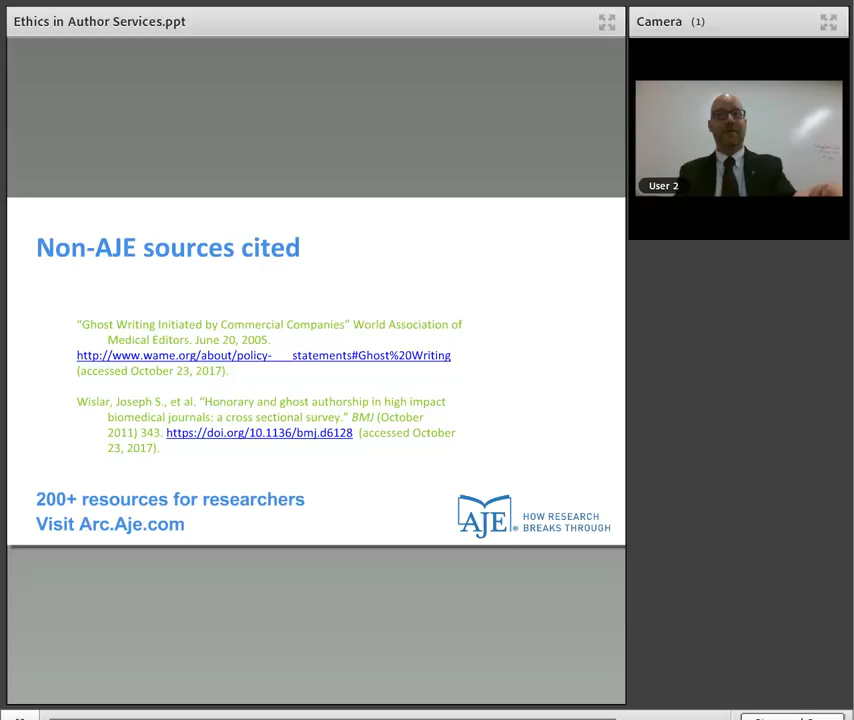 Ethics in Author Services.ppt
Camera (1)
User 2
Non-AJE sources cited
“Ghost Writing Initiated by Commercial Companies” World Association of
Medical Editors. June 20, 2005.
http://www.wame.org/about/policy- statements#Ghost%20Writing
(accessed October 23, 2017).
Wislar, Joseph S., et al. “Honorary and ghost authorship in high impact
biomedical journals: a cross sectional survey.” BMJ (October
2011) 343. https://doi.org/10.1136/bmj.d6128 (accessed October
23, 2017).
200+ resources for researchers
Visit Arc.Aje.com
AJE®
HOW RESEARCH
BREAKS THROUGH